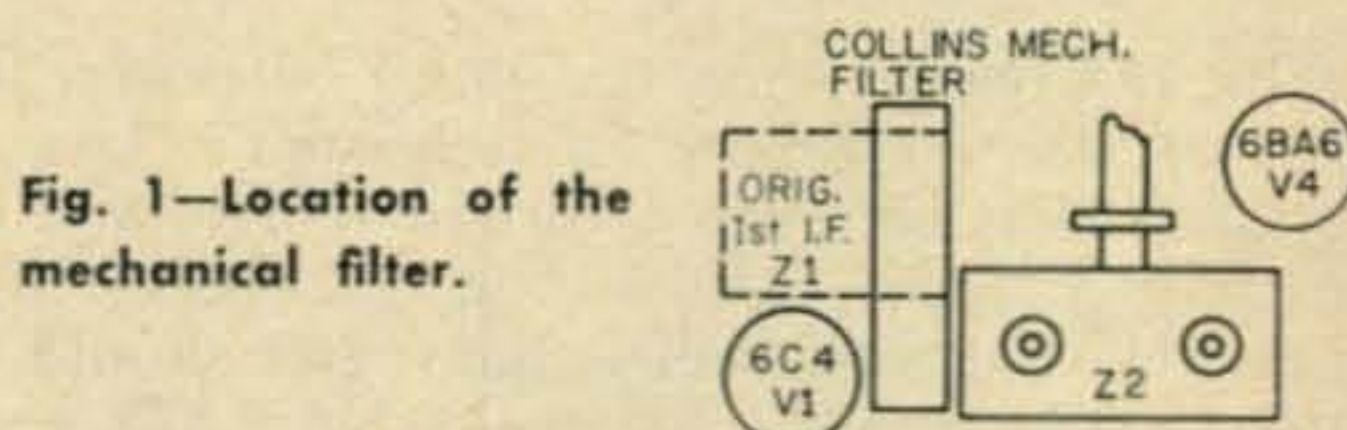 Fig. 1—Location of the
mechanical filter.
COLLINS MECH.
FILTER
ORIG.
1st I.F.
Z1
6C4
V1
Z2
6BA6
V4